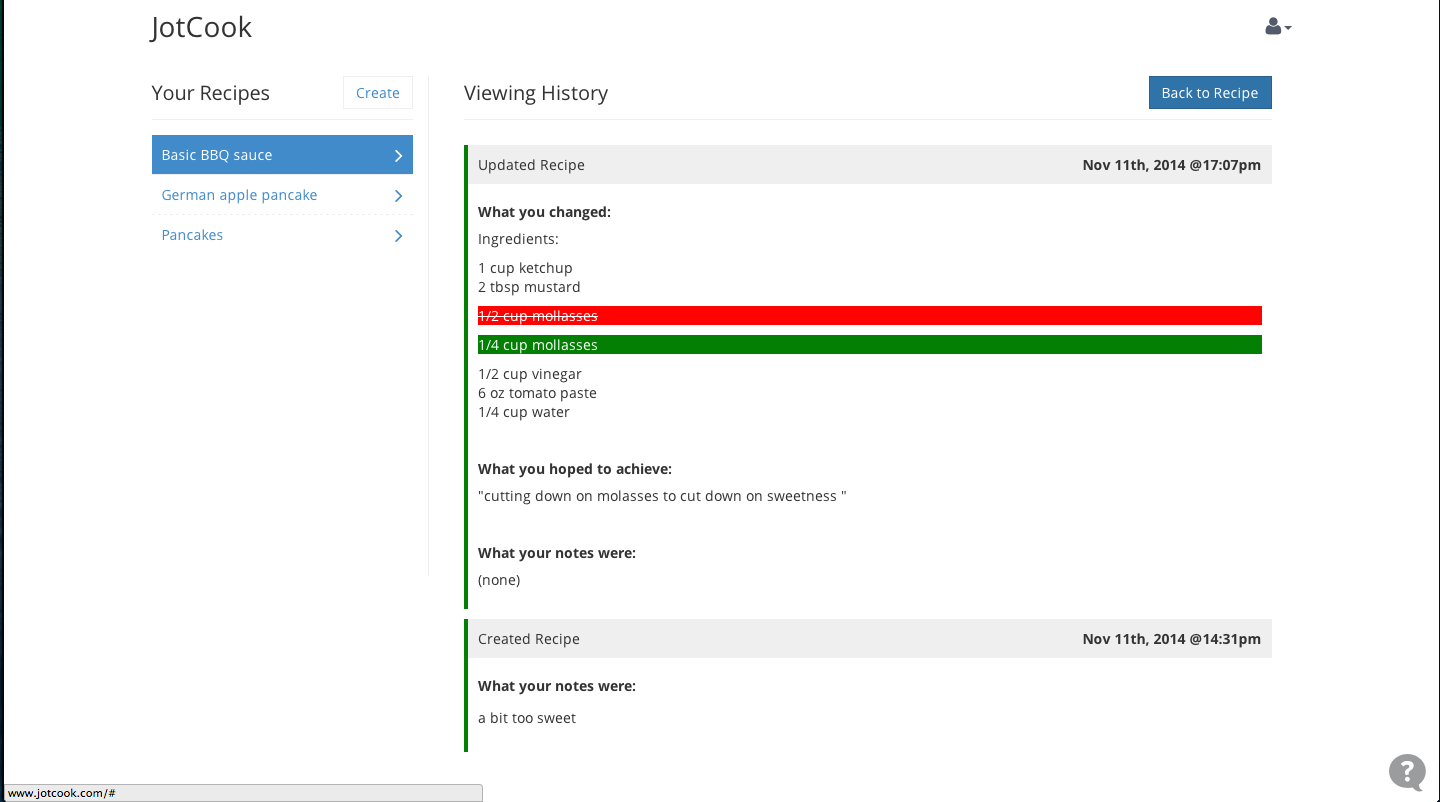 JotCook
Your Recipes
Create
Basic BBQ sauce
German apple pancake
Pancakes
Viewing History
Back to Recipe
Updated Recipe
Nov 11th, 2014 @17:07pm
What you changed:
Ingredients:
1 cup ketchup
2 tbsp mustard
1/2 cup mollasses
1/4 cup mollasses
1/2 cup vinegar
6 oz tomato paste
1/4 cup water
What you hoped to achieve:
"cutting down on molasses to cut down on sweetness "
What your notes were:
(none)
Created Recipe
Nov 11th, 2014 @14:31pm
What your notes were:
a bit too sweet
?
www.jotcook.com/#